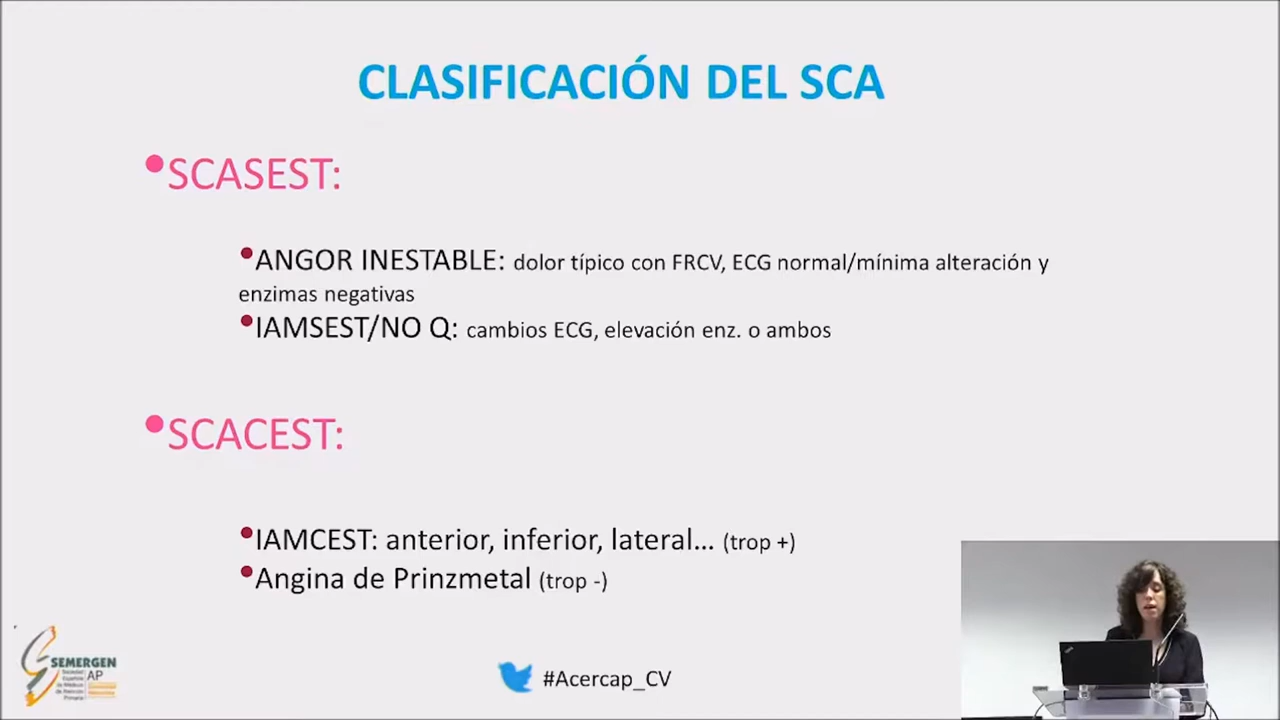 CLASIFICACIÓN DEL SCA
•SCASEST:
•ANGOR INESTABLE: dolor típico con FRCV, ECG normal/mínima alteración y
enzimas negativas
•IAMSEST/NO Q: cambios ECG, elevación enz. o ambos
•SCACEST:
•IAMCEST: anterior, inferior, lateral... (trop +)
•Angina de Prinzmetal (trop -)
SEMERGEN
AP
Sociedad
Española
de Médicos
de Atención
Primaria
#Acercap_CV